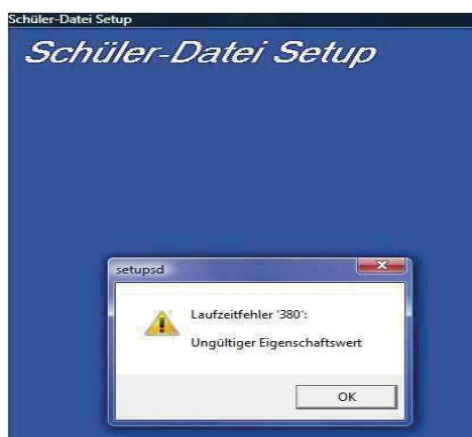 Schüler-Datei Setup
Schüler-Datei Setup
setupsd
Laufzeitfehler '380':
Ungültiger Eigenschaftswert
OK